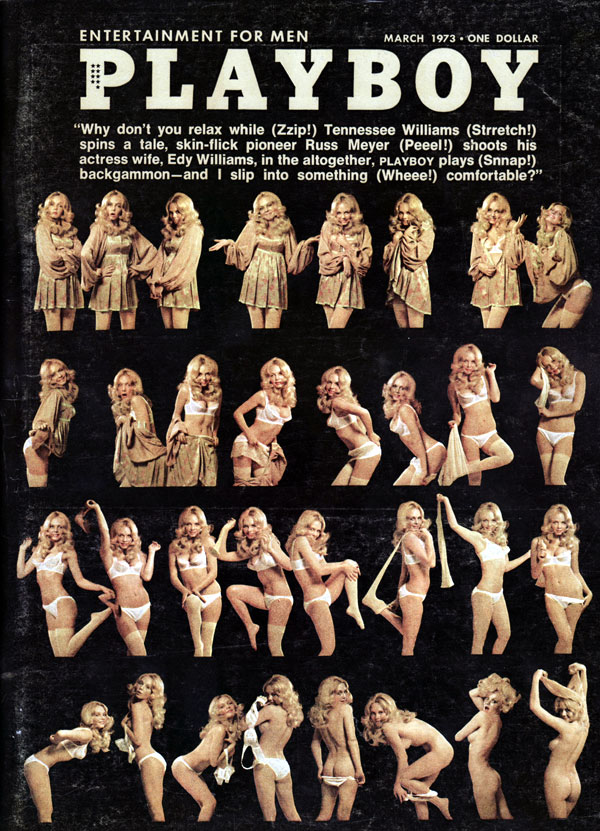 ENTERTAINMENT FOR MEN
MARCH 1973 • ONE DOLLAR
PLAYBOY
“Why don’t you relax while (Zzip!) Tennessee Williams (Strretch!)
spins a tale, skin-flick pioneer Russ Meyer (Peeel!) shoots his
actress wife, Edy Williams, in the altogether, PLAYBOY plays (Snnap!)
backgammon—and I slip into something (Wheee!) comfortable?”